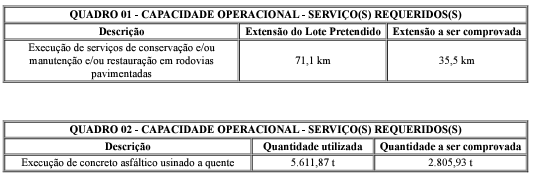 QUADRO 01 - CAPACIDADE OPERACIONAL - SERVIÇO(S) REQUERIDOS(S)
Descrição Extensão do Lote Pretendido Extensão a ser comprovada
Execução de serviços de conservação e/ou
manutenção e/ou restauração em rodovias 71,1 km 35,5 km
pavimentadas
QUADRO 02 - CAPACIDADE OPERACIONAL - SERVIÇO(S) REQUERIDOS(S)
Descrição Quantidade utilizada Quantidade a ser comprovada
Execução de concreto asfáltico usinado a quente 5.611,87 t 2.805,93 t